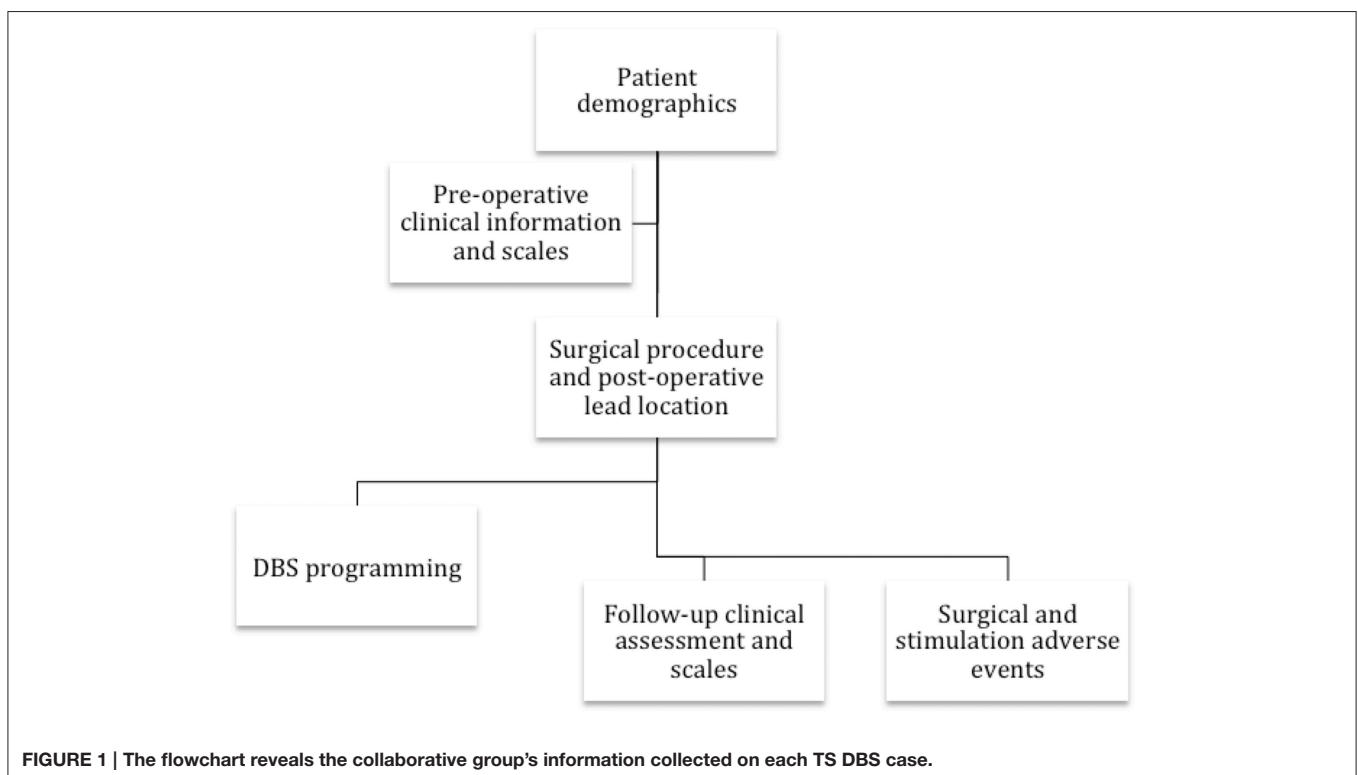 Patient
demographics
Pre-operative
clinical information
and scales
Surgical procedure
and post-operative
lead location
DBS programming
Follow-up clinical
assessment and
scales
Surgical and
stimulation adverse
events
FIGURE 1 | The flowchart reveals the collaborative group's information collected on each TS DBS case.